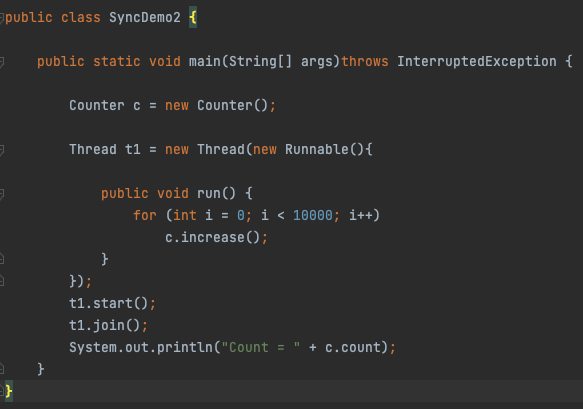 public class SyncDemo2 {
public static void main(String[] args)throws InterruptedException {
Counter c = new Counter();
Thread t1 = new Thread(new Runnable(){
public void run() {
for (int i = 0; i < 10000; i++)
c.increase();
}
});
t1.start();
t1.join();
System.out.println("Count = " + c.count);
}
}